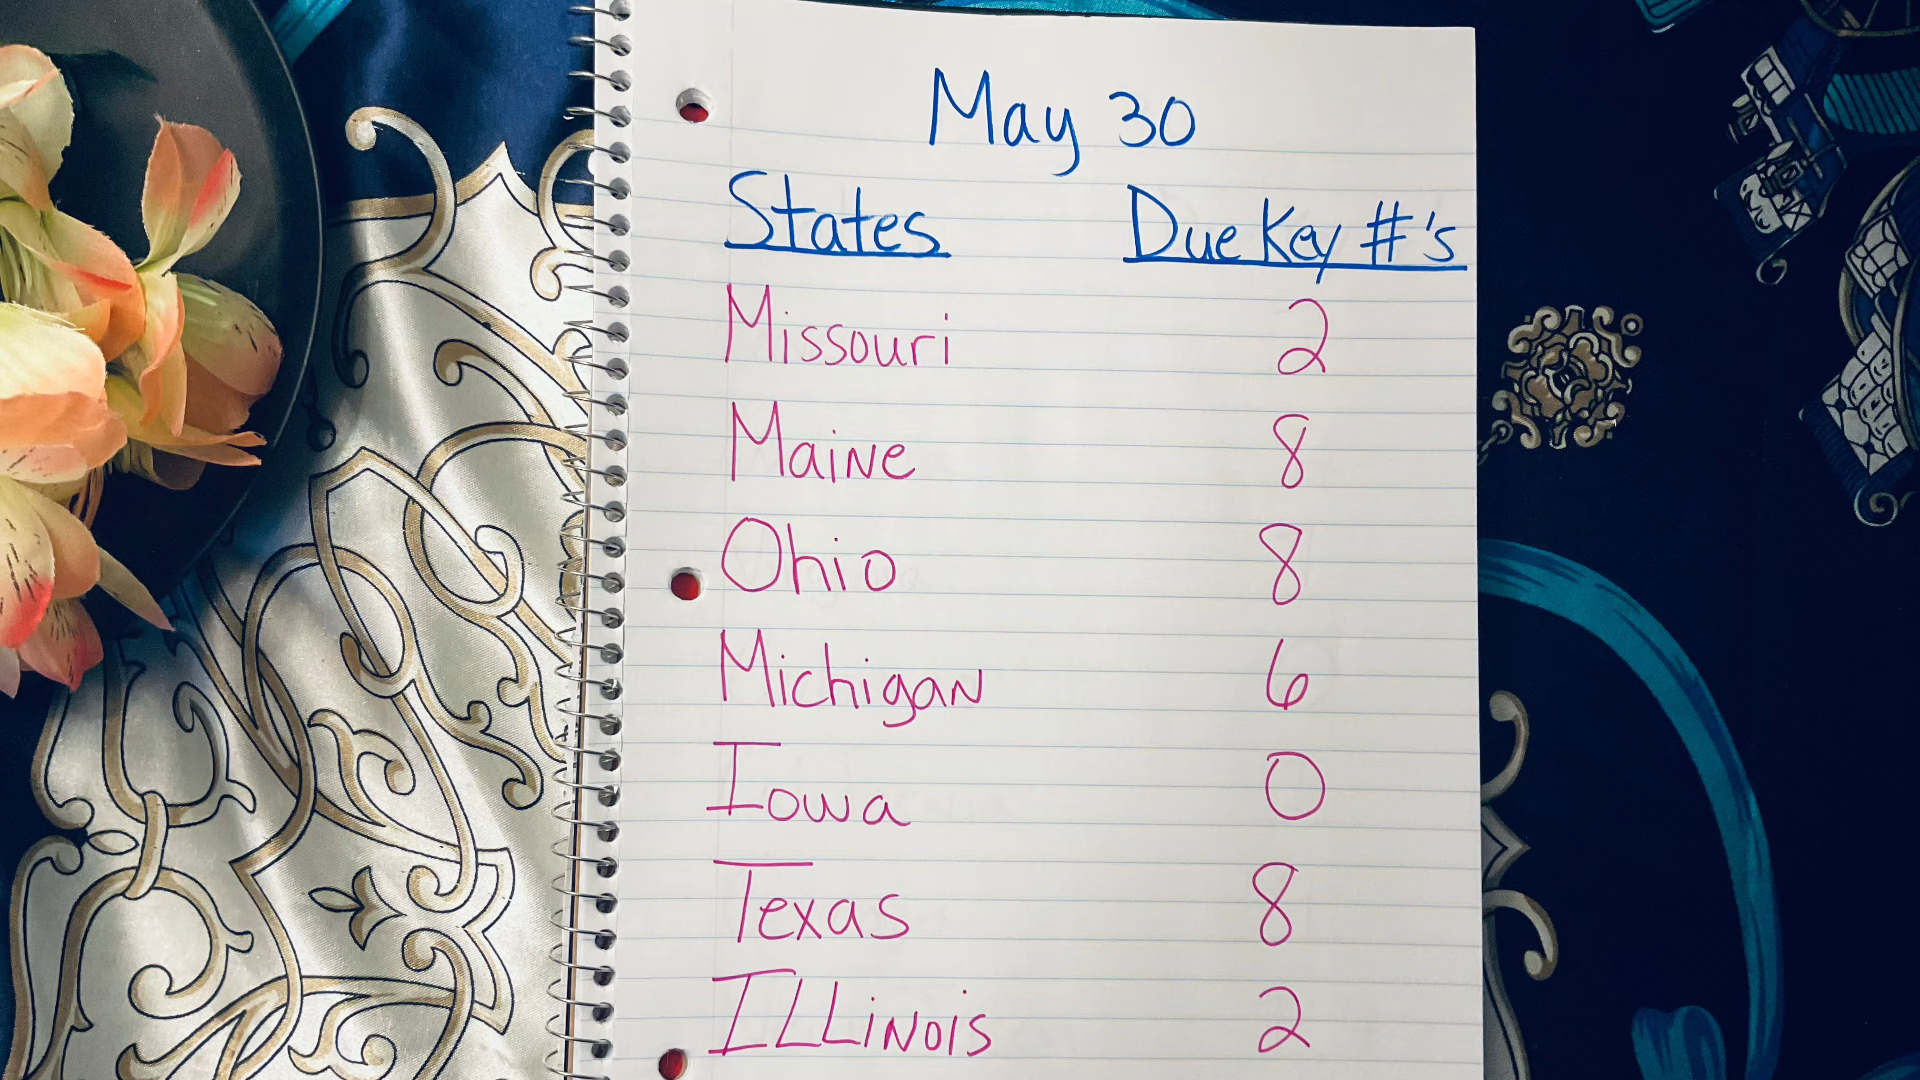 May 30
States Due Key #'s
Missouri 2
Maine 8
Ohio 8
Michigan 6
Iowa 0
Texas 8
ILLinois 2